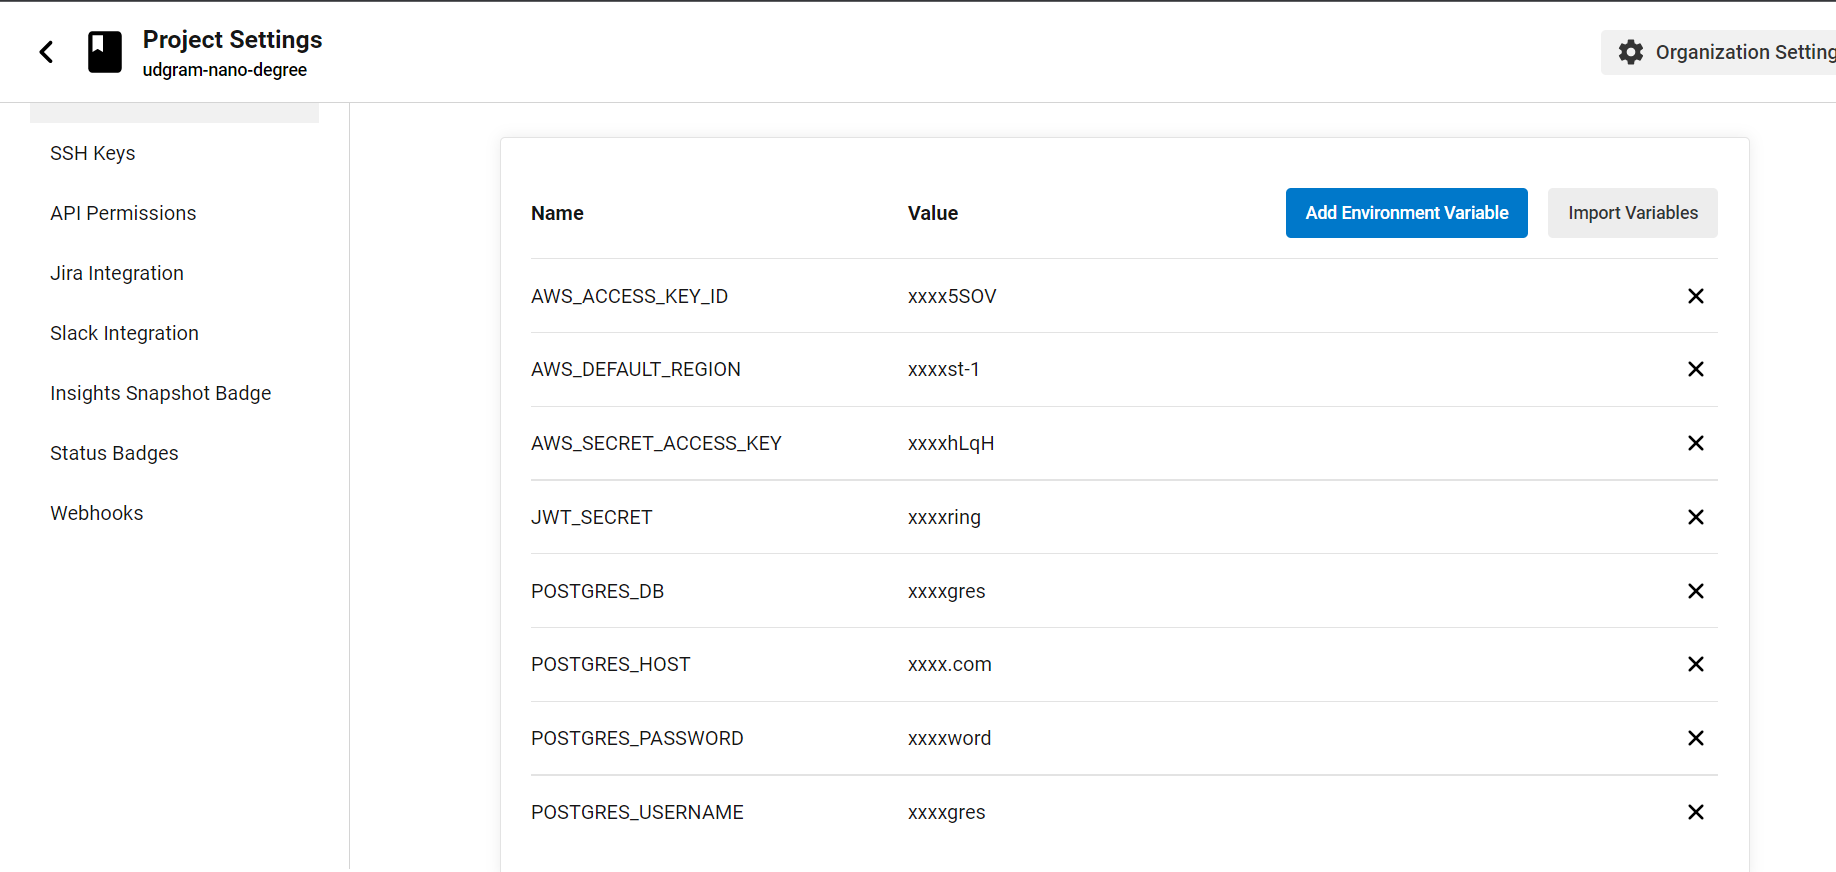 Project Settings
udgram-nano-degree
Organization Setting
SSH Keys
API Permissions
Jira Integration
Slack Integration
Insights Snapshot Badge
Status Badges
Webhooks
Name Value Add Environment Variable Import Variables
AWS_ACCESS_KEY_ID xxxx5SOV
AWS_DEFAULT_REGION xxxxst-1
AWS_SECRET_ACCESS_KEY xxxxhLqH
JWT_SECRET xxxxring
POSTGRES_DB xxxxgres
POSTGRES_HOST xxxx.com
POSTGRES_PASSWORD xxxxword
POSTGRES_USERNAME xxxxgres